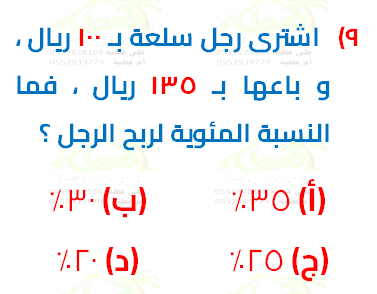 ٩) اشترى رجل سلعة بـ ١٠٠ ريال ،
و باعها بـ ١٣٥ ريال ، فما
النسبة المئوية لربح الرجل ؟
(أ) ٣٥٪ (ب) ٣٠٪
(ج) ٢٥٪ (د) ٢٠٪